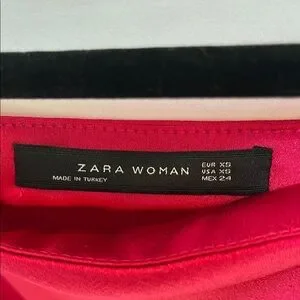 ZARA WOMAN
MADE IN TURKEY
EUR XS
USA XS
MEX 24